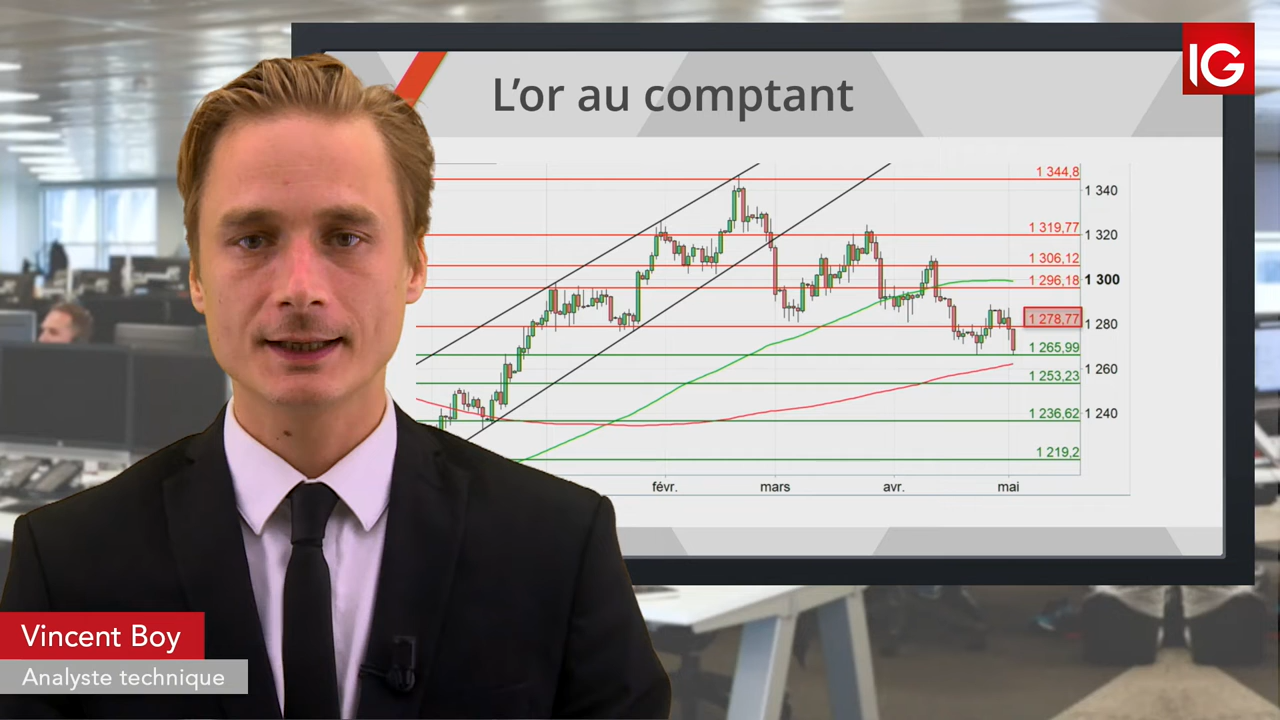 IG
L'or au comptant
1 344,8
1 340
1 319,77
1 320
1 306,12
1 296,18
1 300
1 278,77
1 280
1 265,99
1 260
1 253,23
1 236,62
1 240
1 219,2
févr.
mars
avr.
mai
Vincent Boy
Analyste technique